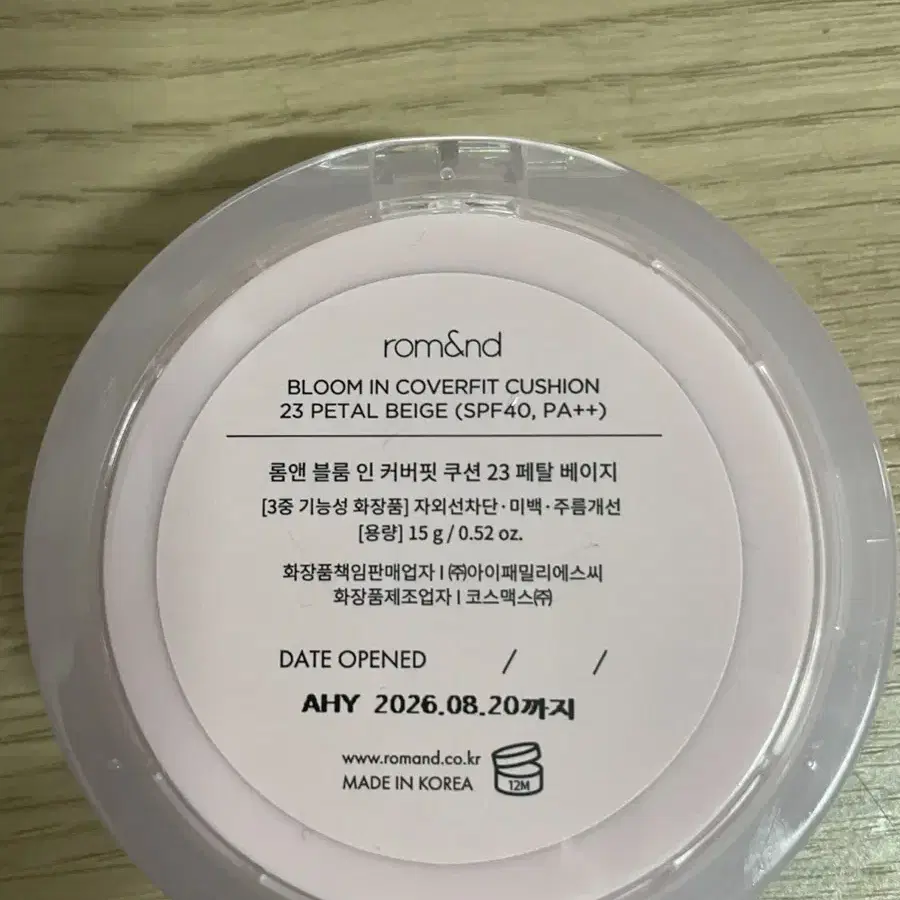 rom&nd
BLOOM IN COVERFIT CUSHION
23 PETAL BEIGE (SPF40, PA++)
롬앤 블룸 인 커버핏 쿠션 23 페탈 베이지
[3중 기능성 화장품] 자외선차단·미백·주름개선
[용량] 15 g / 0.52 oz.
화장품책임판매업자 I ㈜아이패밀리에스씨
화장품제조업자 I 코스맥스㈜
DATE OPENED / /
AHY 2026.08.20까지
www.romand.co.kr
MADE IN KOREA
12M